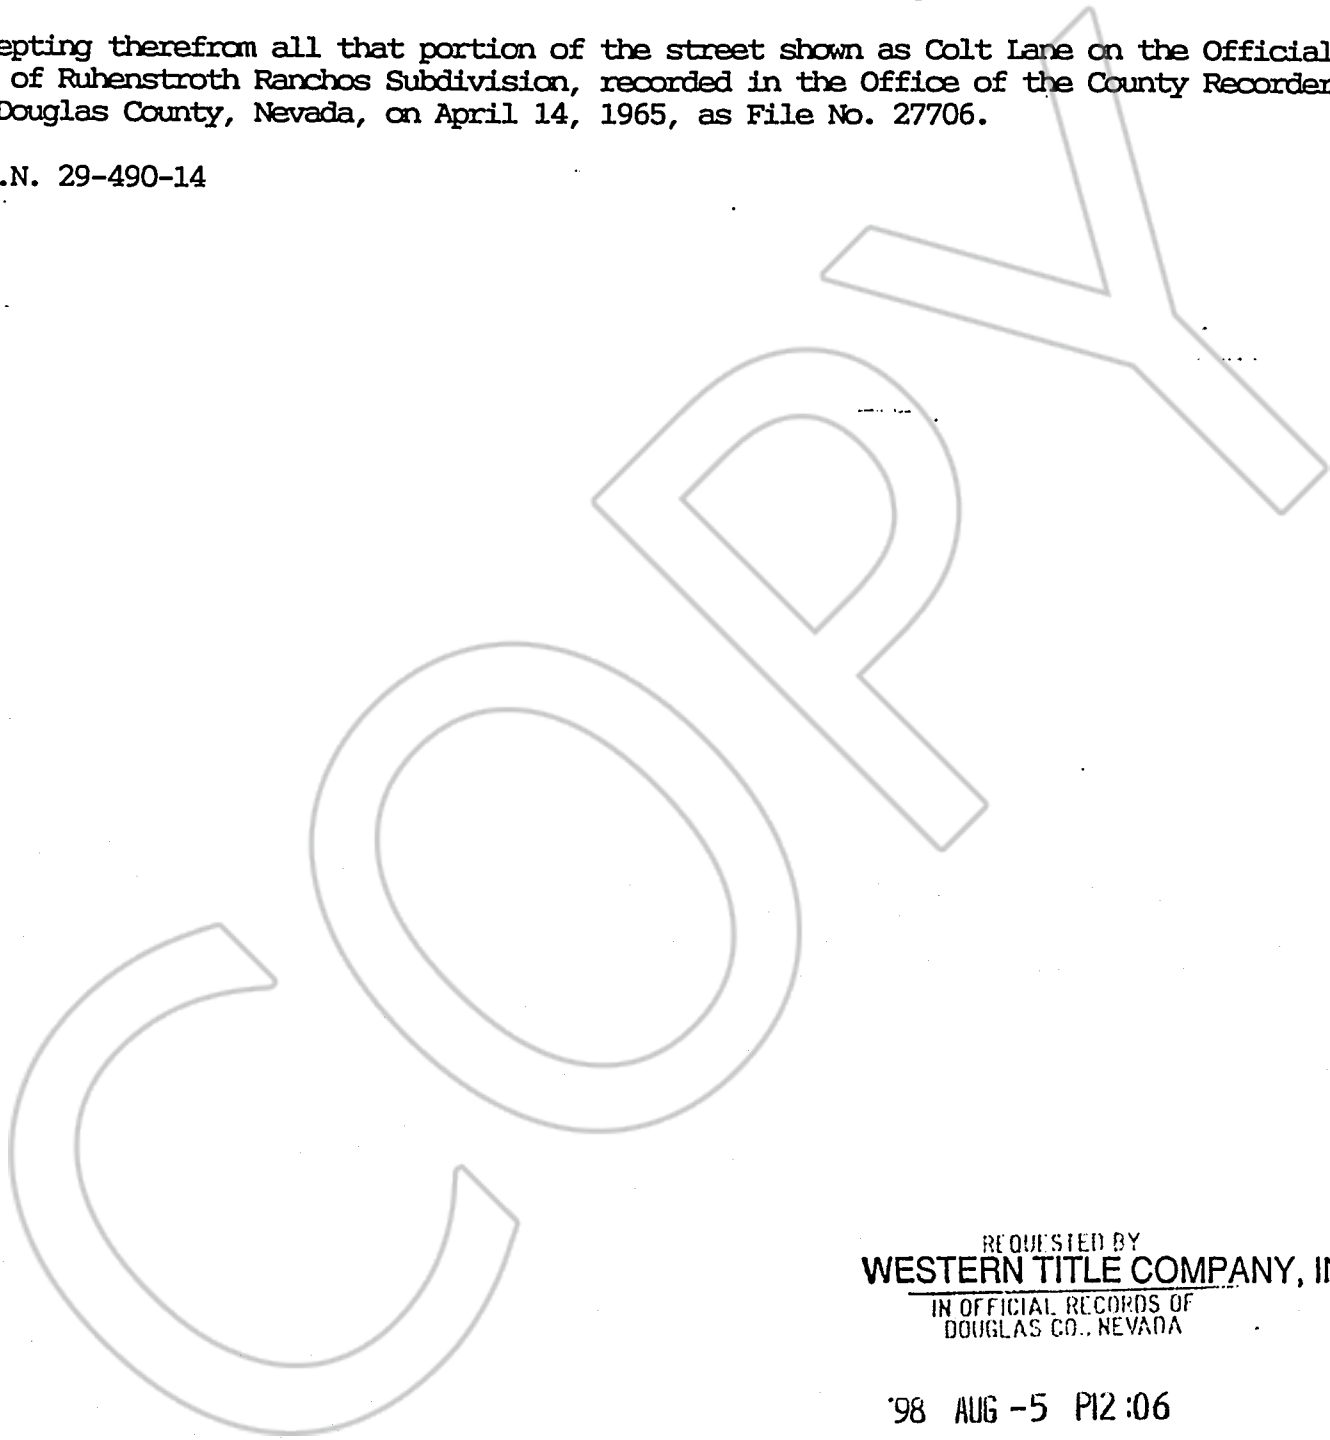 epting therefrom all that portion of the street shown as Colt Lane on the Official
of Ruhenstroth Ranchos Subdivision, recorded in the Office of the County Recorder
Douglas County, Nevada, on April 14, 1965, as File No. 27706.
.N. 29-490-14
COPY
REQUESTED BY
WESTERN TITLE COMPANY, IN
IN OFFICIAL RECORDS OF
DOUGLAS CO., NEVADA
'98 AUG -5 P12:06